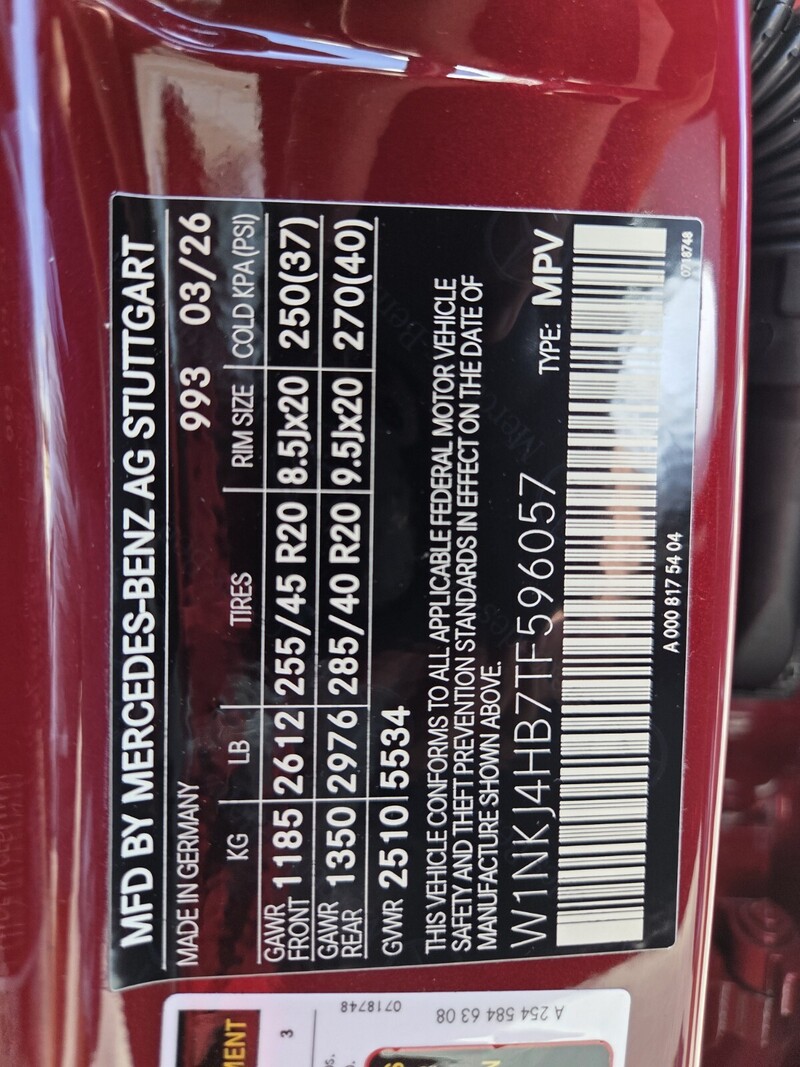 MFD BY MERCEDES-BENZ AG STUTTGART
MADE IN GERMANY 993 03/26
KG LB TIRES RIM SIZE COLD KPA(PSI)
GAWR FRONT 1185 2612 255/45 R20 8.5Jx20 250(37)
GAWR REAR 1350 2976 285/40 R20 9.5Jx20 270(40)
GVWR 2510 5534
THIS VEHICLE CONFORMS TO ALL APPLICABLE FEDERAL MOTOR VEHICLE
SAFETY AND THEFT PREVENTION STANDARDS IN EFFECT ON THE DATE OF
MANUFACTURE SHOWN ABOVE.
W1NKJ4HB7TF596057 TYPE: MPV
A 000 817 54 04 0718748
MENT
3
0718748
A 254 584 63 08